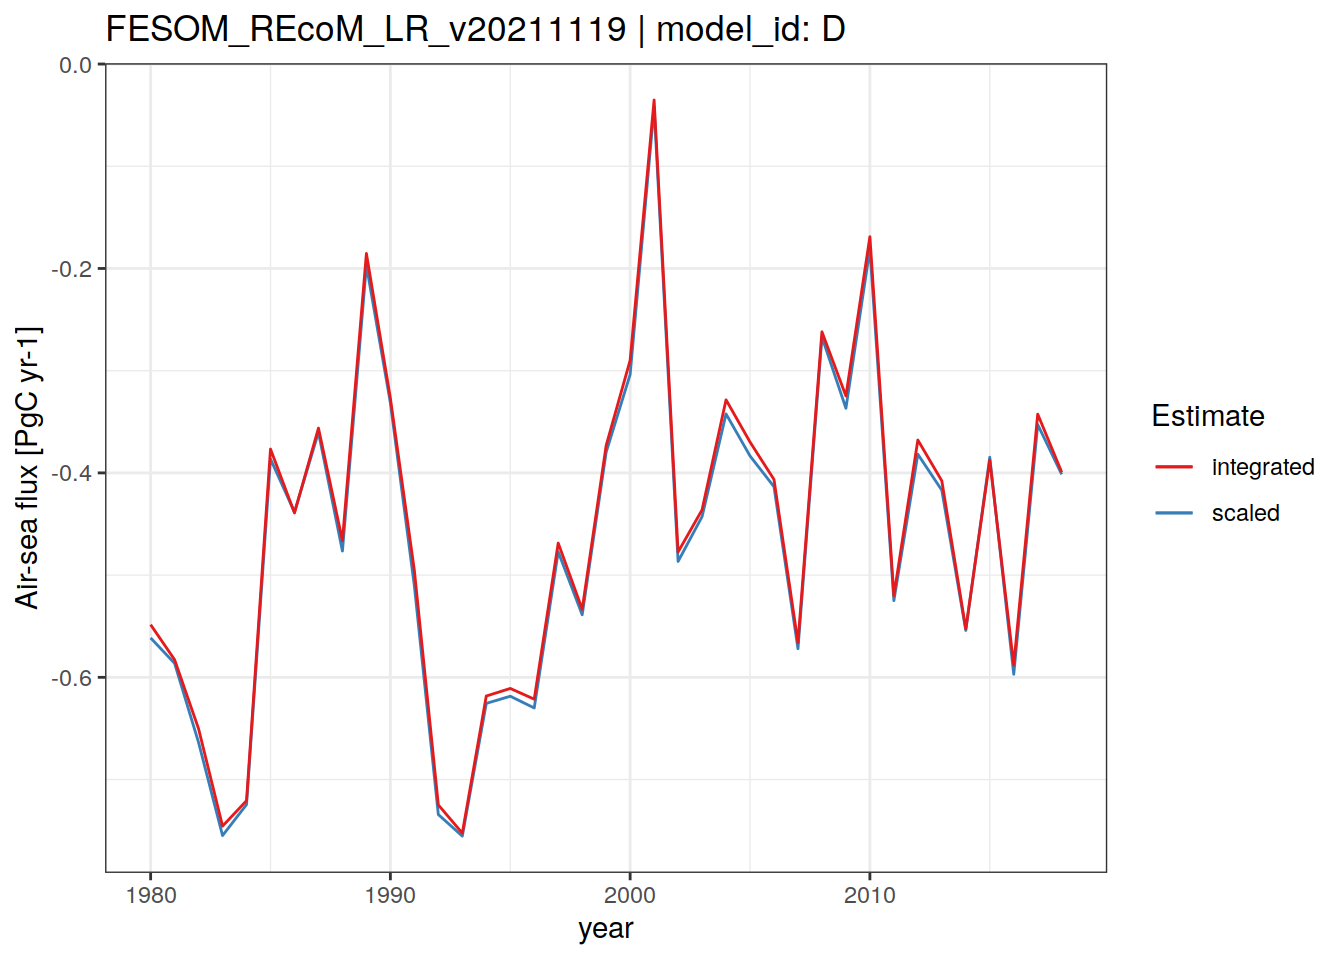 FESOM_REcoM_LR_v20211119 | model_id: D
0.0
-0.2
-0.4
-0.6
Air-sea flux [PgC yr-1]
1980
1990
2000
2010
year
Estimate
integrated
scaled